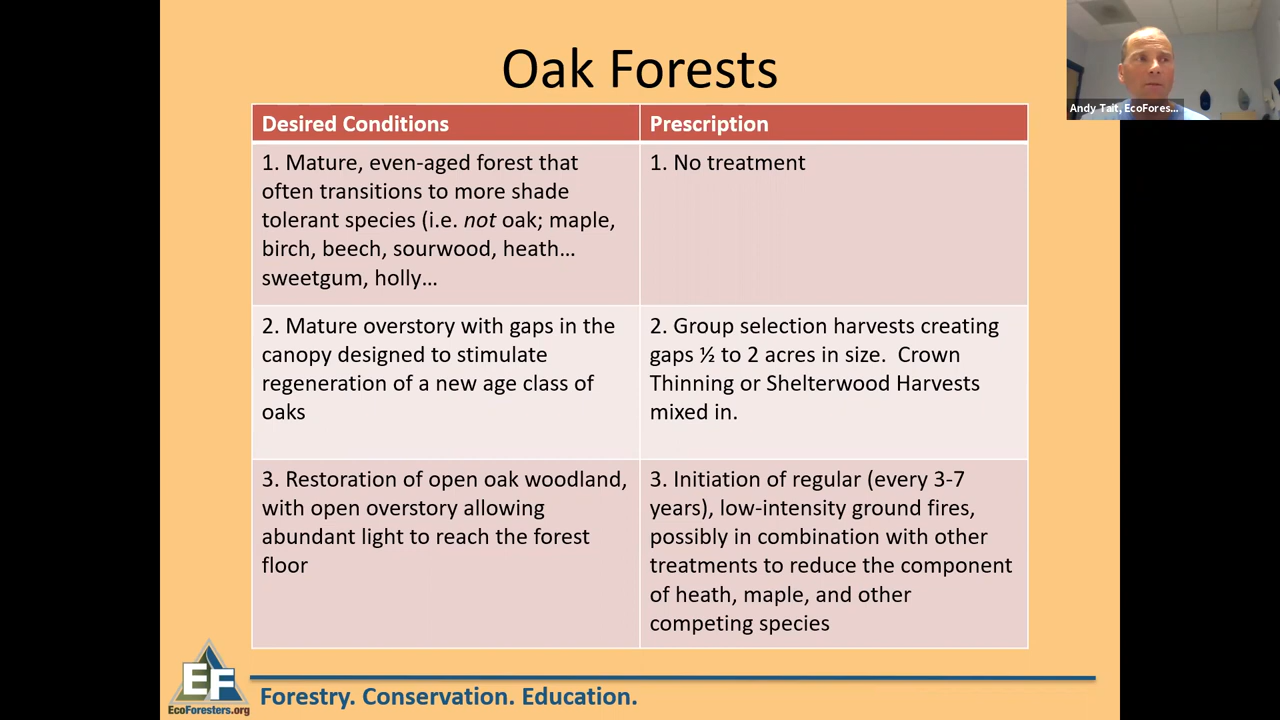 Oak Forests
Andy Tait, EcoFores...
Desired Conditions
Prescription
1. Mature, even-aged forest that
often transitions to more shade
tolerant species (i.e. not oak; maple,
birch, beech, sourwood, heath…
sweetgum, holly…
1. No treatment
2. Mature overstory with gaps in the
canopy designed to stimulate
regeneration of a new age class of
oaks
2. Group selection harvests creating
gaps ½ to 2 acres in size.  Crown
Thinning or Shelterwood Harvests
mixed in.
3. Restoration of open oak woodland,
with open overstory allowing
abundant light to reach the forest
floor
3. Initiation of regular (every 3-7
years), low-intensity ground fires,
possibly in combination with other
treatments to reduce the component
of heath, maple, and other
competing species
EF
EcoForesters.org
Forestry. Conservation. Education.